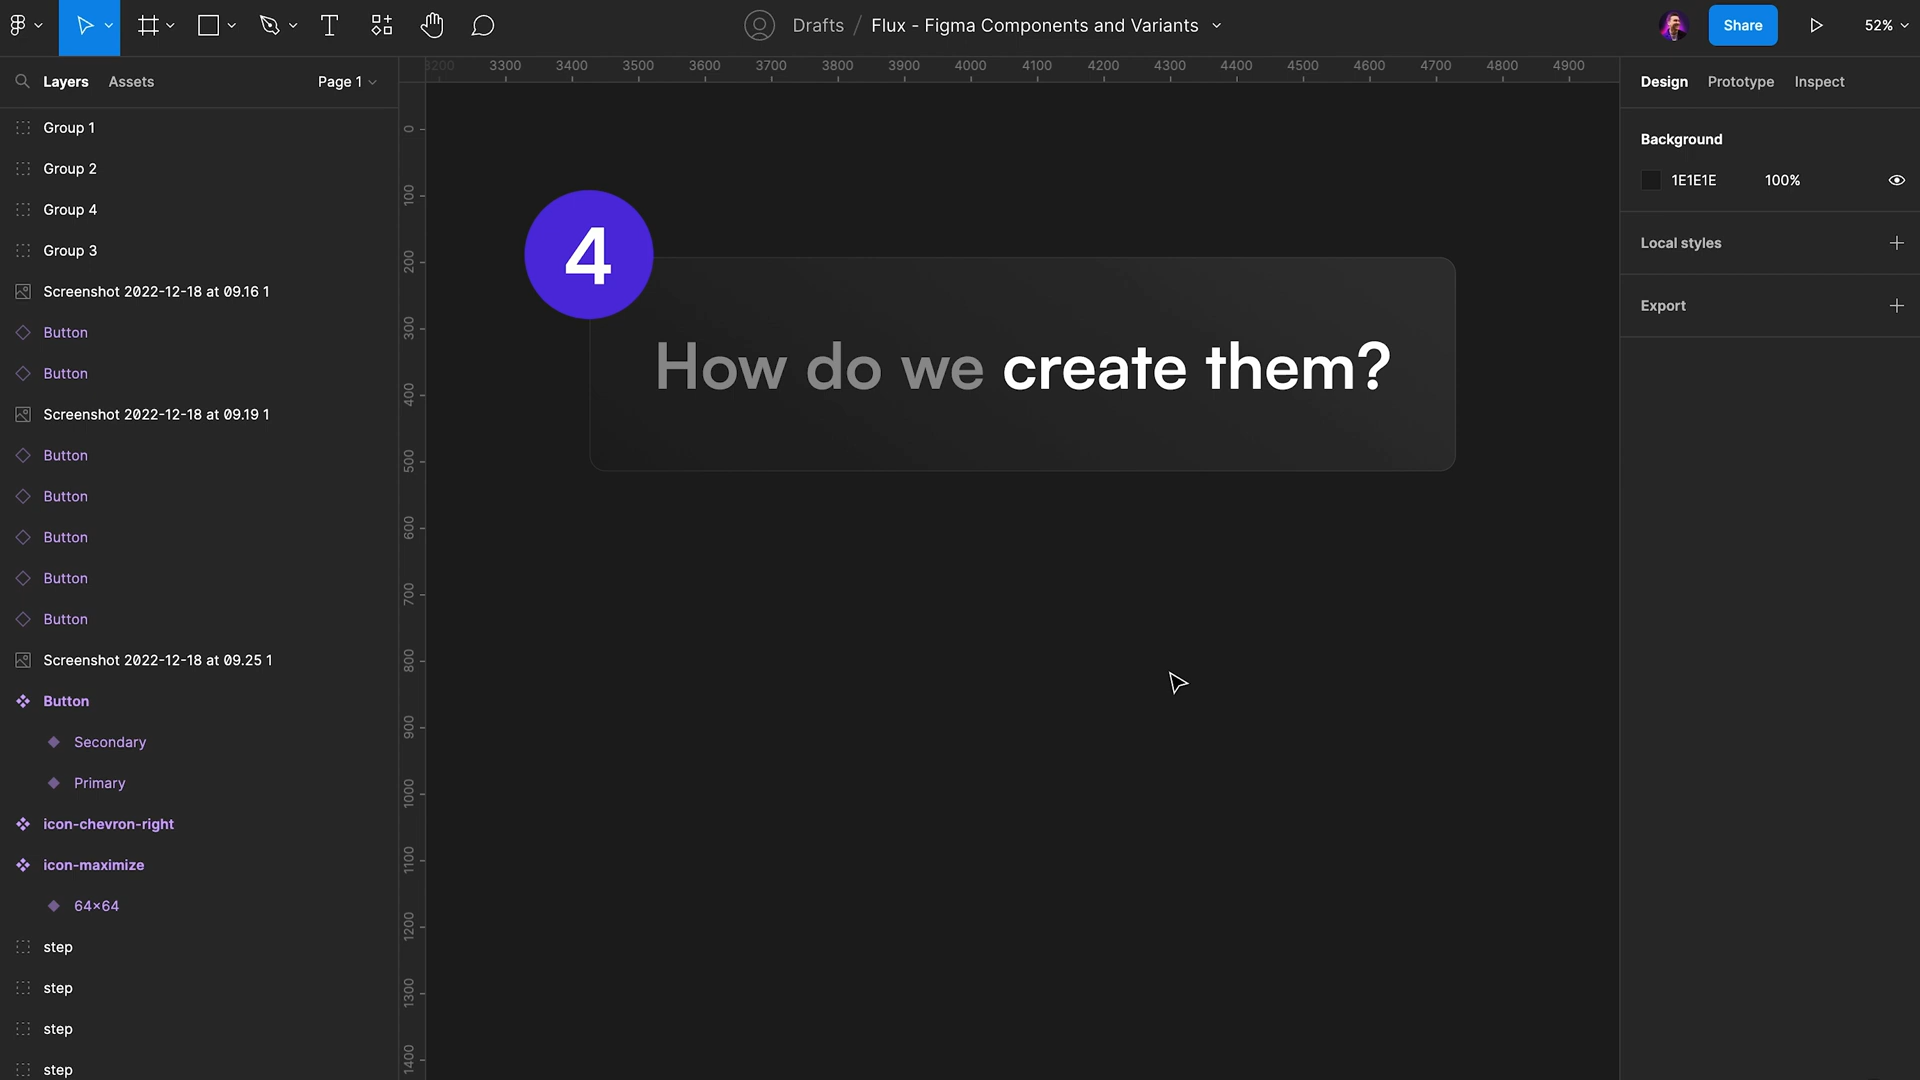 Drafts / Flux - Figma Components and Variants
Share
52%
Layers Assets Page 1
3200 3300 3400 3500 3600 3700 3800 3900 4000 4100 4200 4300 4400 4500 4600 4700 4800 4900
Design Prototype Inspect
Group 1
Group 2
Group 4
Group 3
Screenshot 2022-12-18 at 09.16 1
Button
Button
Screenshot 2022-12-18 at 09.19 1
Button
Button
Button
Button
Button
Screenshot 2022-12-18 at 09.25 1
Button
Secondary
Primary
icon-chevron-right
icon-maximize
64×64
step
step
step
step
0
100
200
300
400
500
600
700
800
900
1000
1100
1200
1300
1400
4
How do we create them?
Background
1E1E1E 100%
Local styles
Export